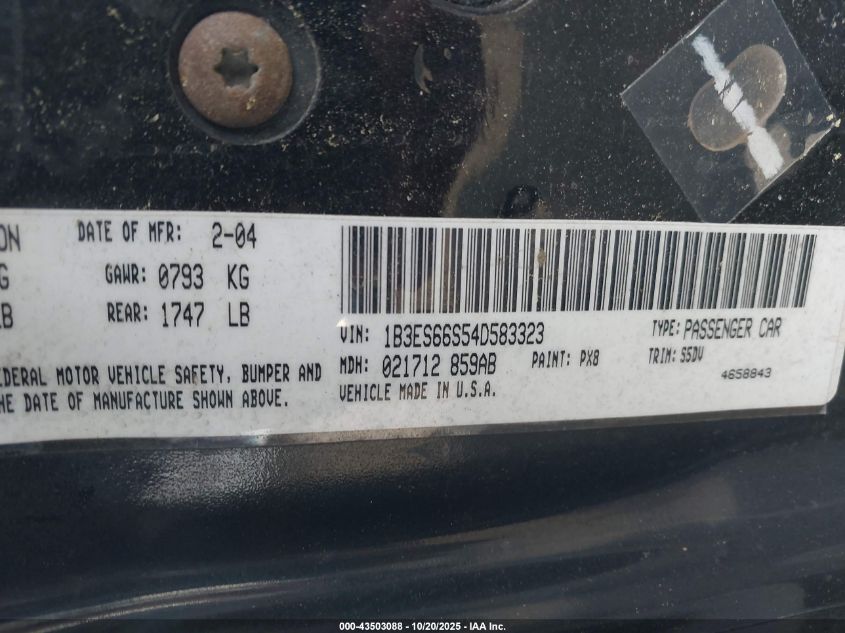 ON DATE OF MFR: 2-04
G GAWR: 0793 KG
LB REAR: 1747 LB
VIN: 1B3ES66S54D583323 TYPE: PASSENGER CAR
MDH: 021712 859AB PAINT: PX8 TRIM: S5DV
4658843
FEDERAL MOTOR VEHICLE SAFETY, BUMPER AND VEHICLE MADE IN U.S.A.
HE DATE OF MANUFACTURE SHOWN ABOVE.
000-43503088 - 10/20/2025 - IAA Inc.